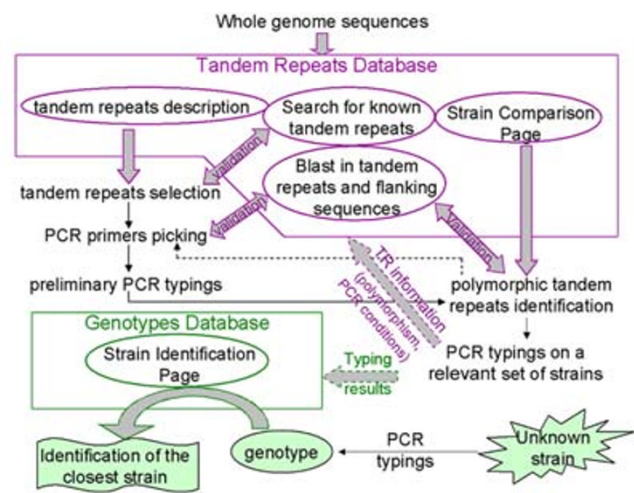 Whole genome sequences
Tandem Repeats Database
tandem repeats description
Search for known
tandem repeats
Strain Comparison
Page
validation
Blast in tandem
repeats and flanking
sequences
tandem repeats selection
validation
validation
PCR primers picking
preliminary PCR typings
TR information
(polymorphism,
PCR conditions)
polymorphic tandem
repeats identification
Genotypes Database
Strain Identification
Page
Typing
results
PCR typings on a
relevant set of strains
Identification of the
closest strain
genotype
PCR
typings
Unknown
strain